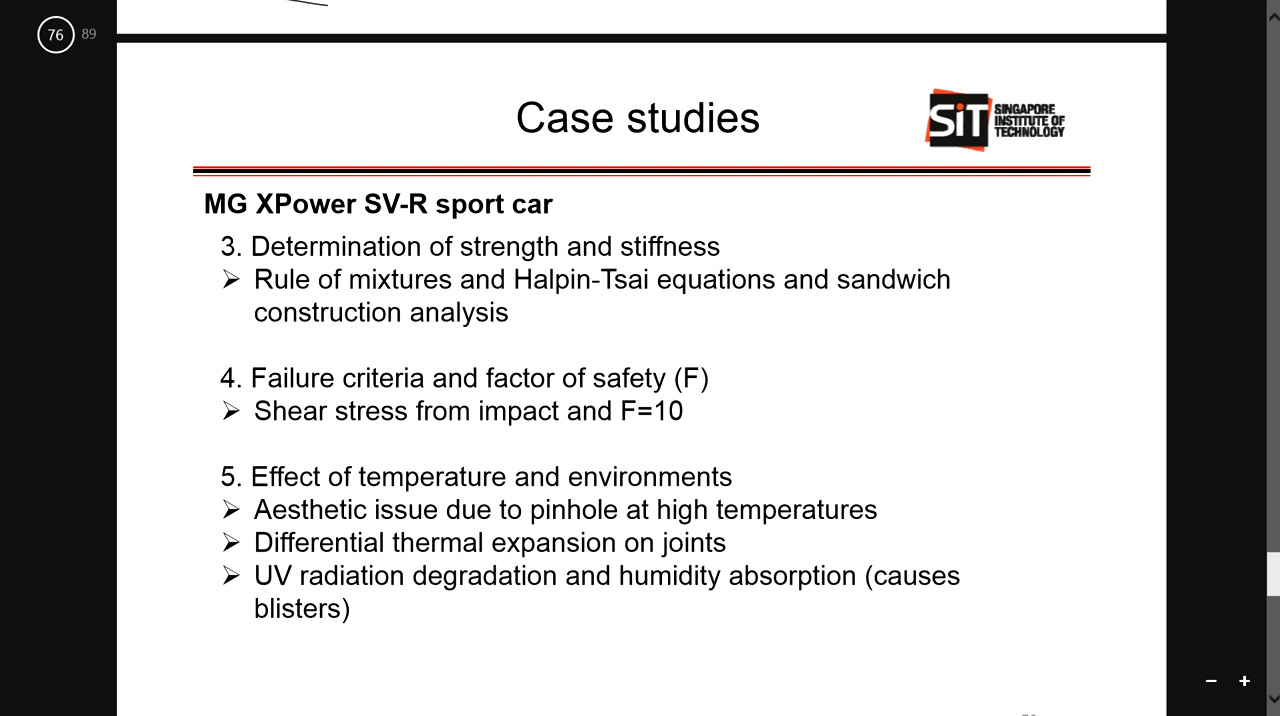 76 89
Case studies
SiT SINGAPORE
INSTITUTE OF
TECHNOLOGY
MG XPower SV-R sport car
3. Determination of strength and stiffness
➢ Rule of mixtures and Halpin-Tsai equations and sandwich
construction analysis
4. Failure criteria and factor of safety (F)
➢ Shear stress from impact and F=10
5. Effect of temperature and environments
➢ Aesthetic issue due to pinhole at high temperatures
➢ Differential thermal expansion on joints
➢ UV radiation degradation and humidity absorption (causes
blisters)